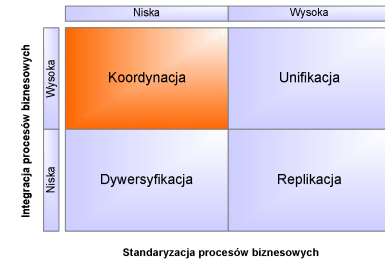 Niska Wysoka
Integracja procesów biznesowych
Wysoka
Koordynacja Unifikacja
Niska
Dywersyfikacja Replikacja
Standaryzacja procesów biznesowych